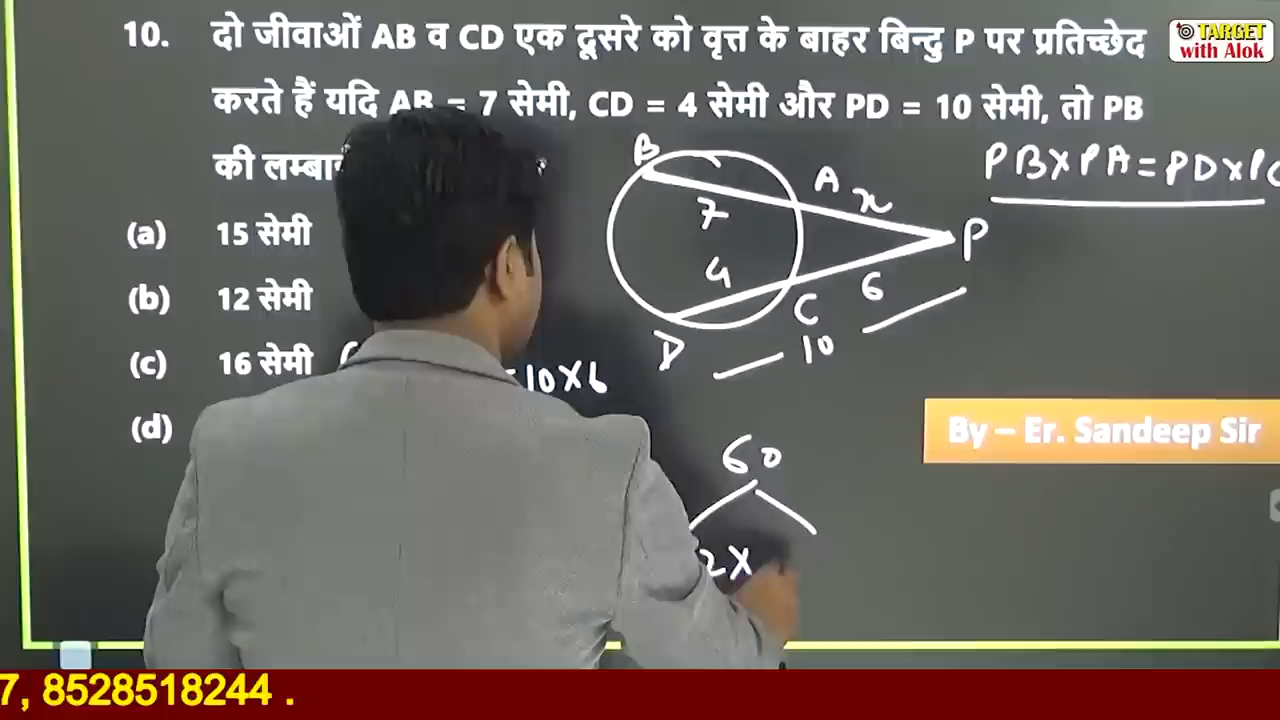 10. दो जीवाओं AB व CD एक दूसरे को वृत्त के बाहर बिन्दु P पर प्रतिच्छेद
करते हैं यदि AB = 7 सेमी, CD = 4 सेमी और PD = 10 सेमी, तो PB
की
(a) 15 सेमी
(b) 12 सेमी
(c) 16 सेमी
(d)
TARGET
with Alok
PB×PA=PD×PC
B
A
x
7
P
4
6
C
D
10
=10×6
60
2×
By – Er. Sandeep Sir
7, 8528518244 .